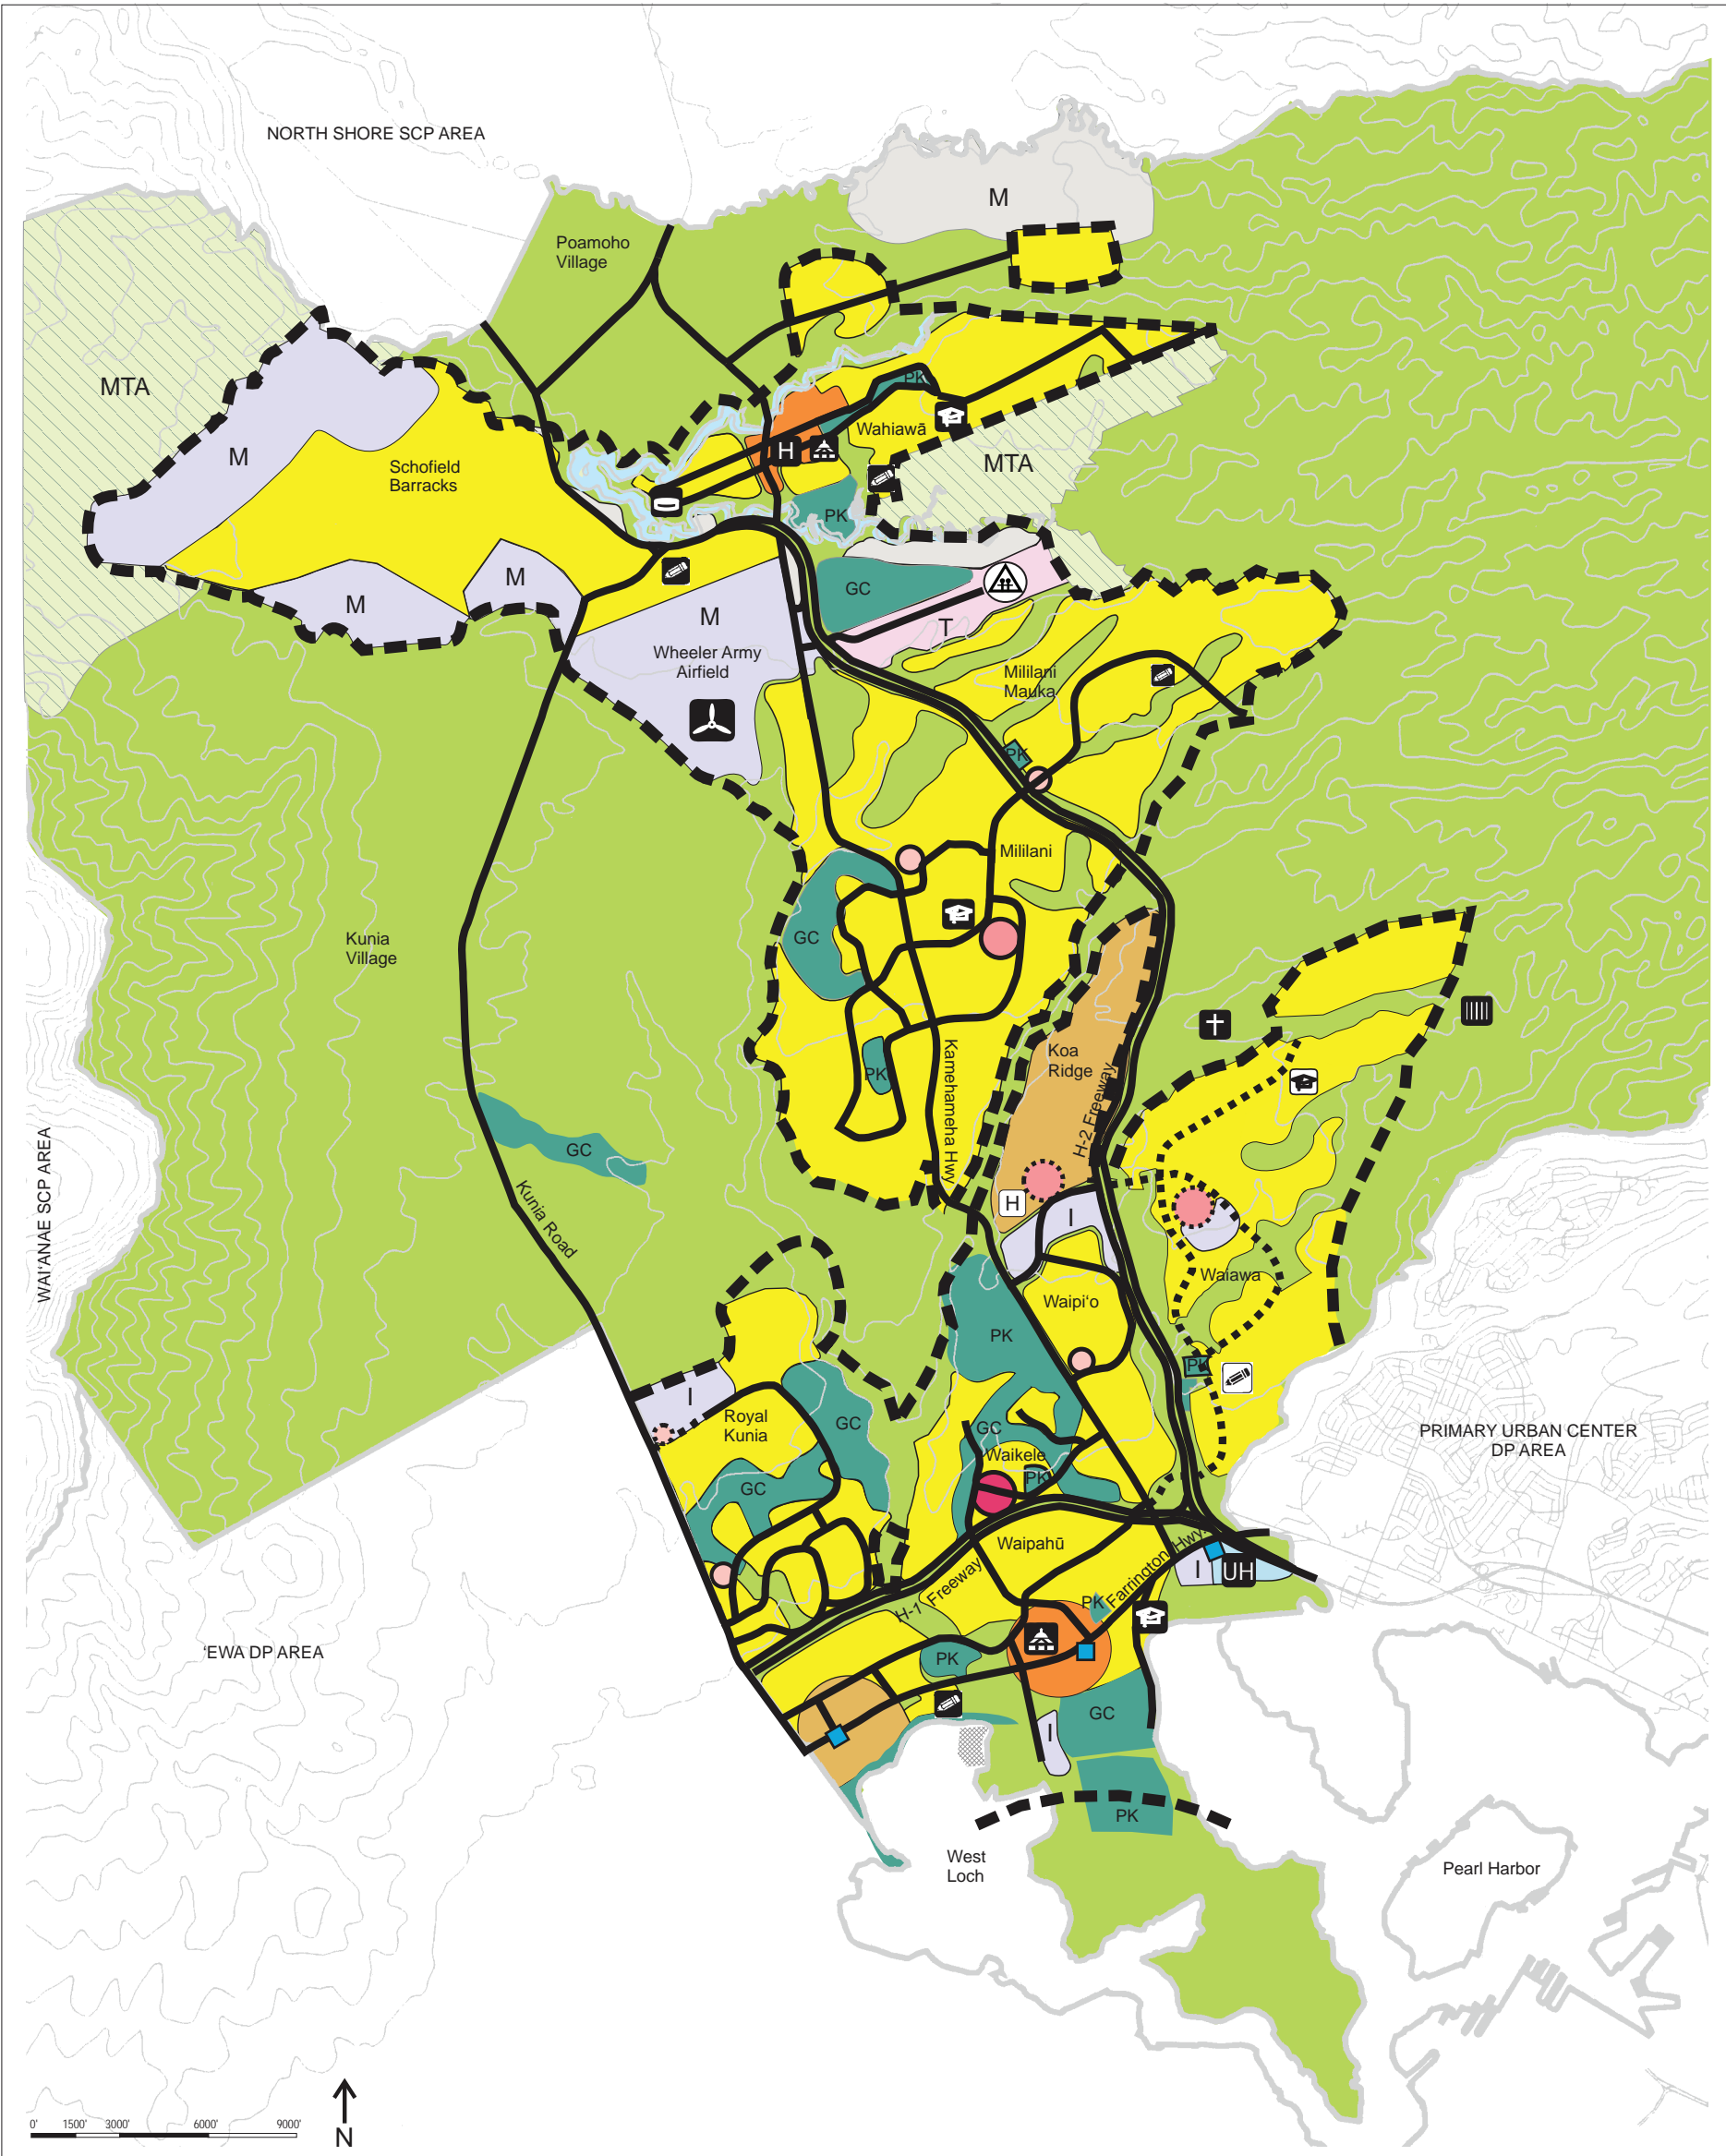 NORTH SHORE SCP AREA
M
Poamoho
Village
MTA
PK
Wahiawā
H
M
Schofield
Barracks
MTA
PK
M
M
GC
M
T
Wheeler Army
Airfield
Mililani
Mauka
PK
Mililani
GC
Kunia
Village
Koa
Ridge
PK
Kamehameha Hwy
H-2 Freeway
GC
WAI‘ANAE SCP AREA
Kunia Road
H
I
Waiawa
Waipi‘o
PK
PK
I
Royal
Kunia
GC
GC
Waikele
PK
GC
PRIMARY URBAN CENTER
DP AREA
Waipahū
Farrington Hwy.
I
UH
H-1 Freeway
PK
‘EWA DP AREA
PK
GC
I
PK
West
Loch
Pearl Harbor
0'
1500'
3000'
6000'
9000'
N